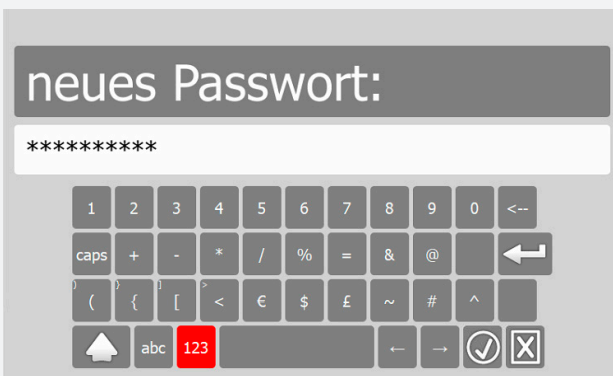 neues Passwort:
**********
1 2 3 4 5 6 7 8 9 0 <--
caps + - * / % = & @
) ( } { ] [ > < € $ £ ~ # ^
abc 123 ← →